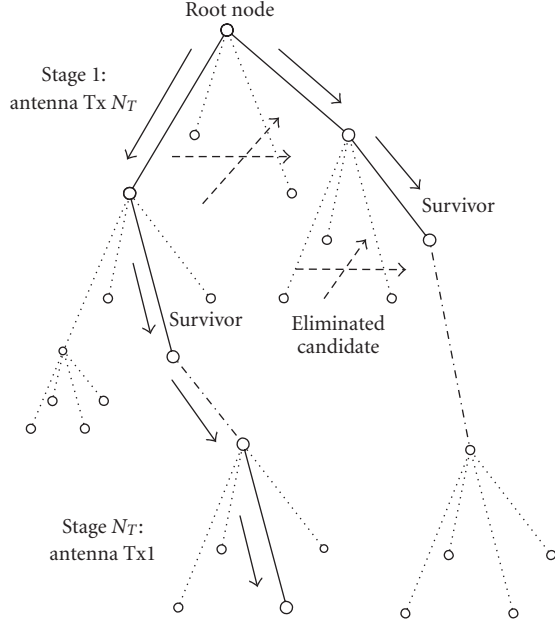 Root node
Stage 1:
antenna Tx N_T
Survivor
Survivor
Eliminated
candidate
Stage N_T:
antenna Tx1